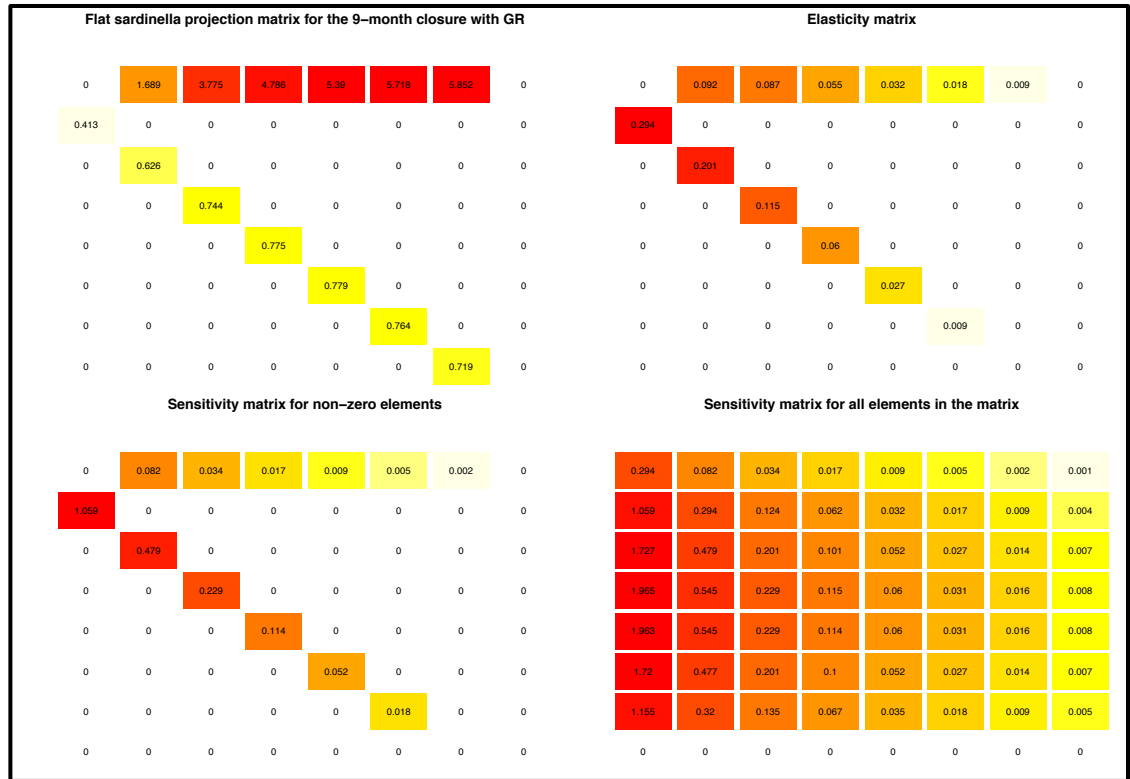 Flat sardinella projection matrix for the 9−month closure with GR
0 1.689 3.775 4.786 5.39 5.718 5.852 0
0.413 0 0 0 0 0 0 0
0 0.626 0 0 0 0 0 0
0 0 0.744 0 0 0 0 0
0 0 0 0.775 0 0 0 0
0 0 0 0 0.779 0 0 0
0 0 0 0 0 0.764 0 0
0 0 0 0 0 0 0.719 0
Elasticity matrix
0 0.092 0.087 0.055 0.032 0.018 0.009 0
0.294 0 0 0 0 0 0 0
0 0.201 0 0 0 0 0 0
0 0 0.115 0 0 0 0 0
0 0 0 0.06 0 0 0 0
0 0 0 0 0.027 0 0 0
0 0 0 0 0 0.009 0 0
0 0 0 0 0 0 0 0
Sensitivity matrix for non−zero elements
0 0.082 0.034 0.017 0.009 0.005 0.002 0
1.059 0 0 0 0 0 0 0
0 0.479 0 0 0 0 0 0
0 0 0.229 0 0 0 0 0
0 0 0 0.114 0 0 0 0
0 0 0 0 0.052 0 0 0
0 0 0 0 0 0.018 0 0
0 0 0 0 0 0 0 0
Sensitivity matrix for all elements in the matrix
0.294 0.082 0.034 0.017 0.009 0.005 0.002 0.001
1.059 0.294 0.124 0.062 0.032 0.017 0.009 0.004
1.727 0.479 0.201 0.101 0.052 0.027 0.014 0.007
1.965 0.545 0.229 0.115 0.06 0.031 0.016 0.008
1.963 0.545 0.229 0.114 0.06 0.031 0.016 0.008
1.72 0.477 0.201 0.1 0.052 0.027 0.014 0.007
1.155 0.32 0.135 0.067 0.035 0.018 0.009 0.005
0 0 0 0 0 0 0 0